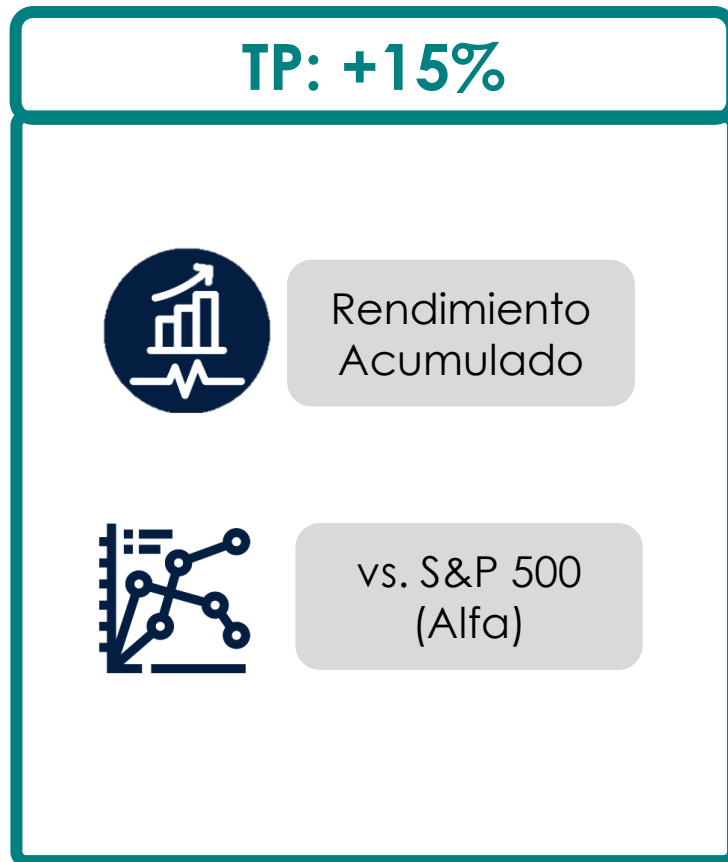 TP: +15%
Rendimiento
Acumulado
vs. S&P 500
(Alfa)